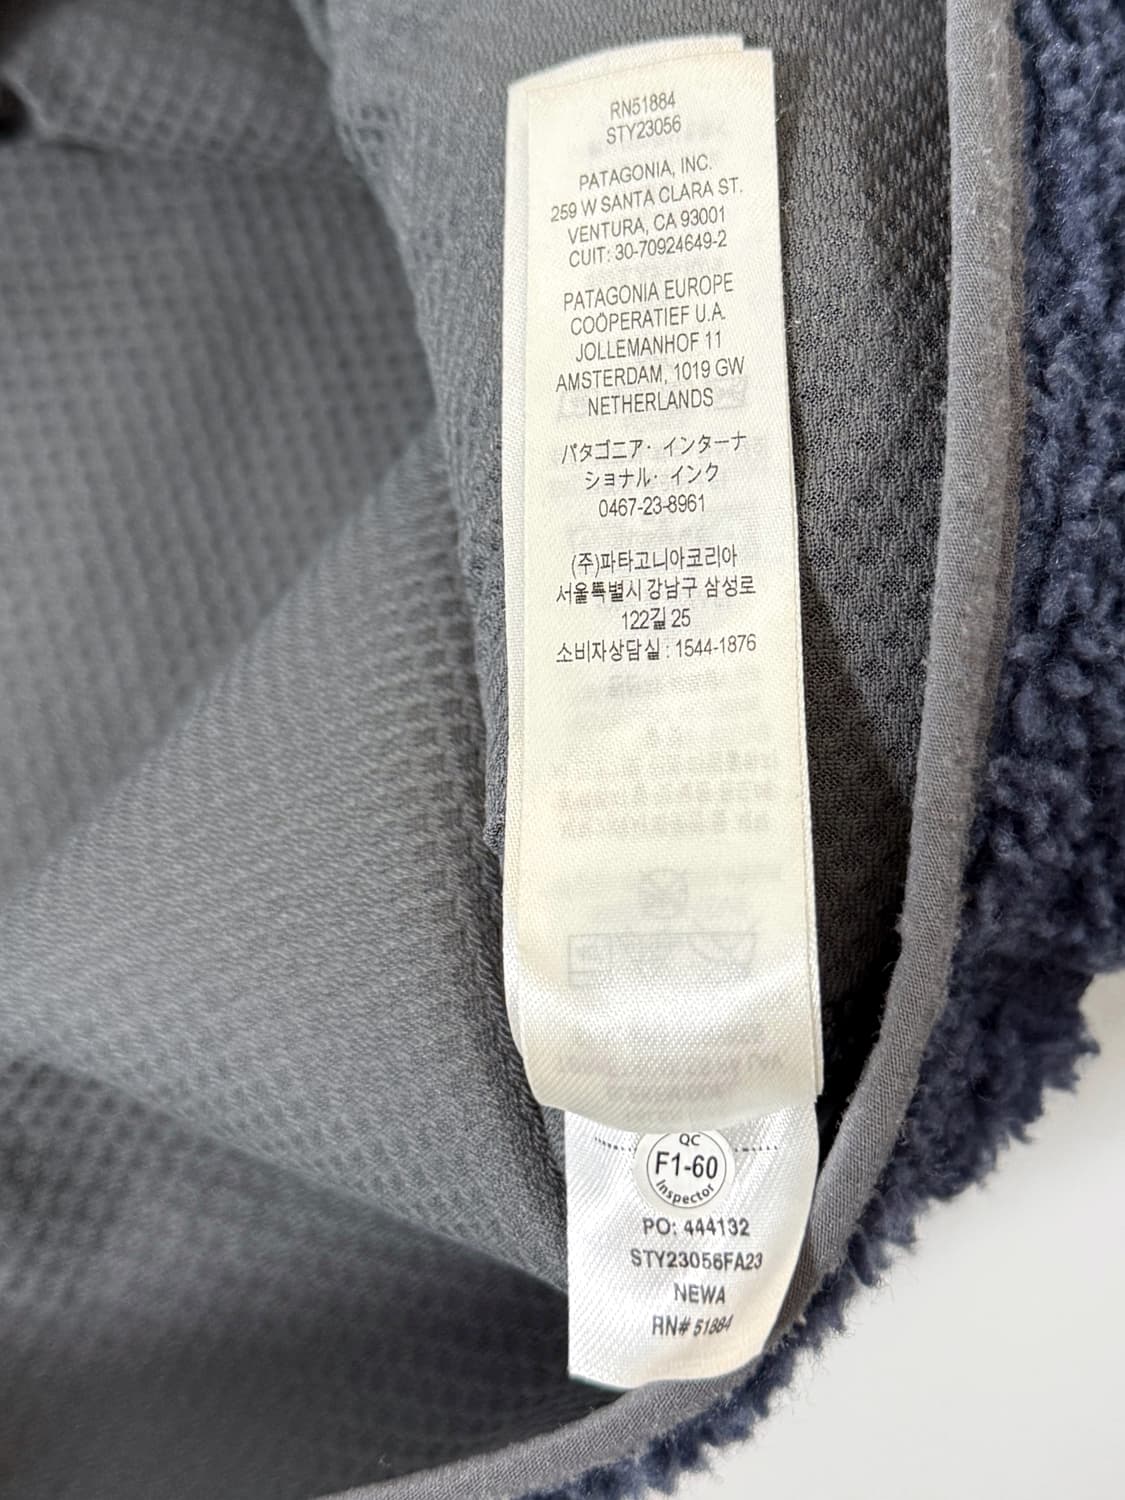 RN51884
STY23056
PATAGONIA, INC.
259 W SANTA CLARA ST.
VENTURA, CA 93001
CUIT: 30-70924649-2
PATAGONIA EUROPE
COÖPERATIEF U.A.
JOLLEMANHOF 11
AMSTERDAM, 1019 GW
NETHERLANDS
パタゴニア・インターナ
ショナル・インク
0467-23-8961
(주)파타고니아코리아
서울특별시 강남구 삼성로
122길 25
소비자상담실 : 1544-1876
QC
F1-60
Inspector
PO: 444132
STY23056FA23
NEWA
RN# 51884